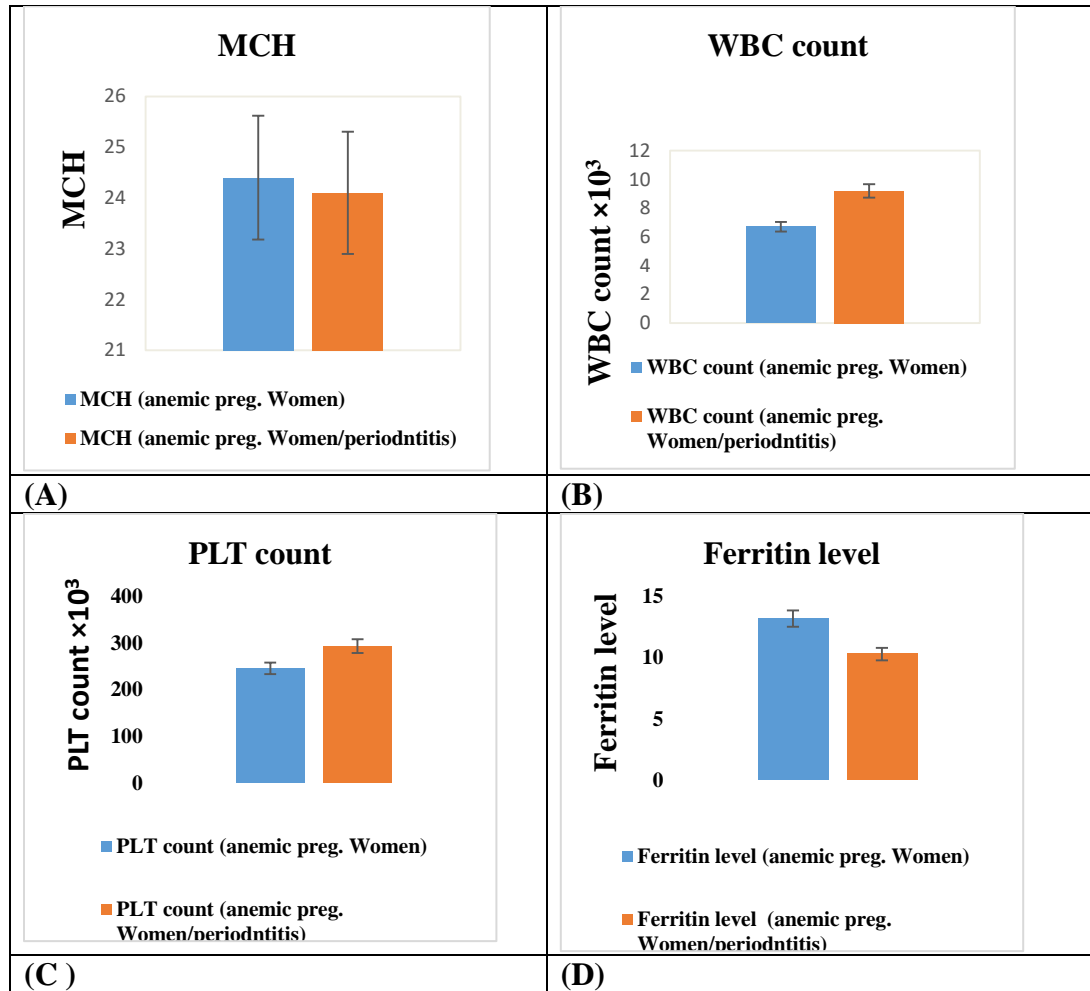 MCH
MCH
26
25
24
23
22
21
MCH (anemic preg. Women)
MCH (anemic preg. Women/periodntitis)
(A)
WBC count
WBC count ×10³
12
10
8
6
4
2
0
WBC count (anemic preg. Women)
WBC count (anemic preg.
Women/periodntitis)
(B)
PLT count
PLT count ×10³
400
300
200
100
0
PLT count (anemic preg. Women)
PLT count (anemic preg.
Women/periodntitis)
(C )
Ferritin level
Ferritin level
15
10
5
0
Ferritin level (anemic preg. Women)
Ferritin level (anemic preg.
Women/periodntitis)
(D)